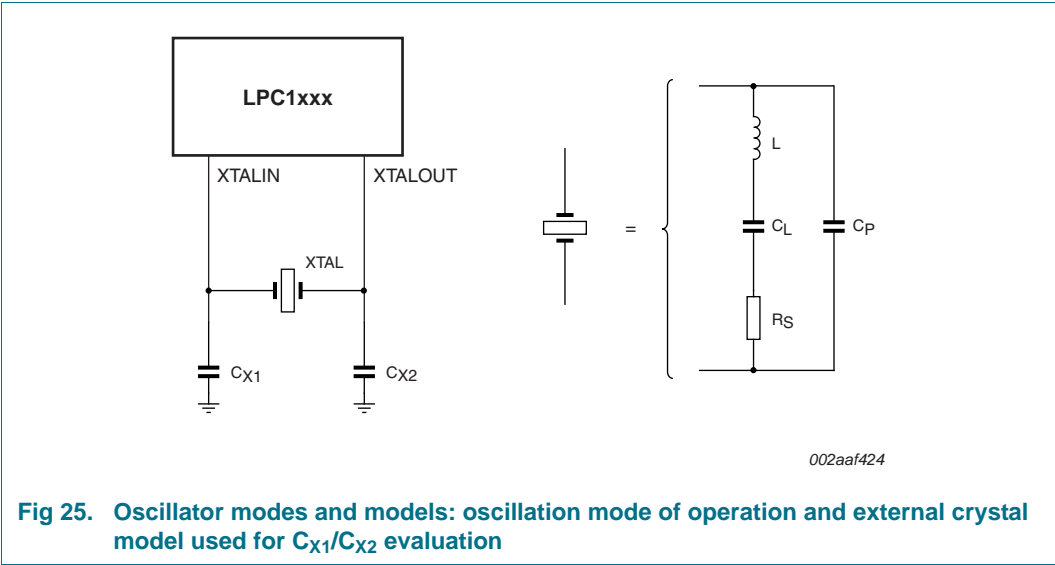 LPC1xxx
XTALIN
XTALOUT
XTAL
CX1
CX2
=
L
CL
CP
RS
002aaf424
Fig 25. Oscillator modes and models: oscillation mode of operation and external crystal
model used for CX1/CX2 evaluation